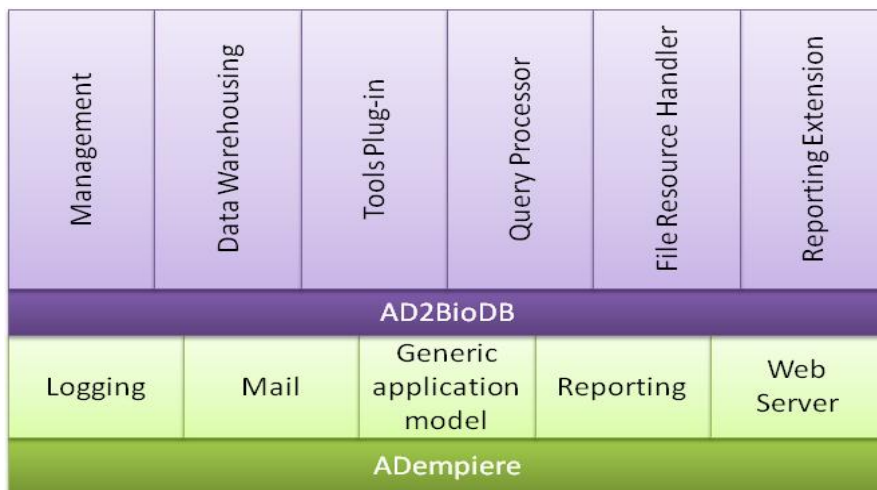 Management
Data Warehousing
Tools Plug-in
Query Processor
File Resource Handler
Reporting Extension
AD2BioDB
Logging
Mail
Generic
application
model
Reporting
Web
Server
ADempiere